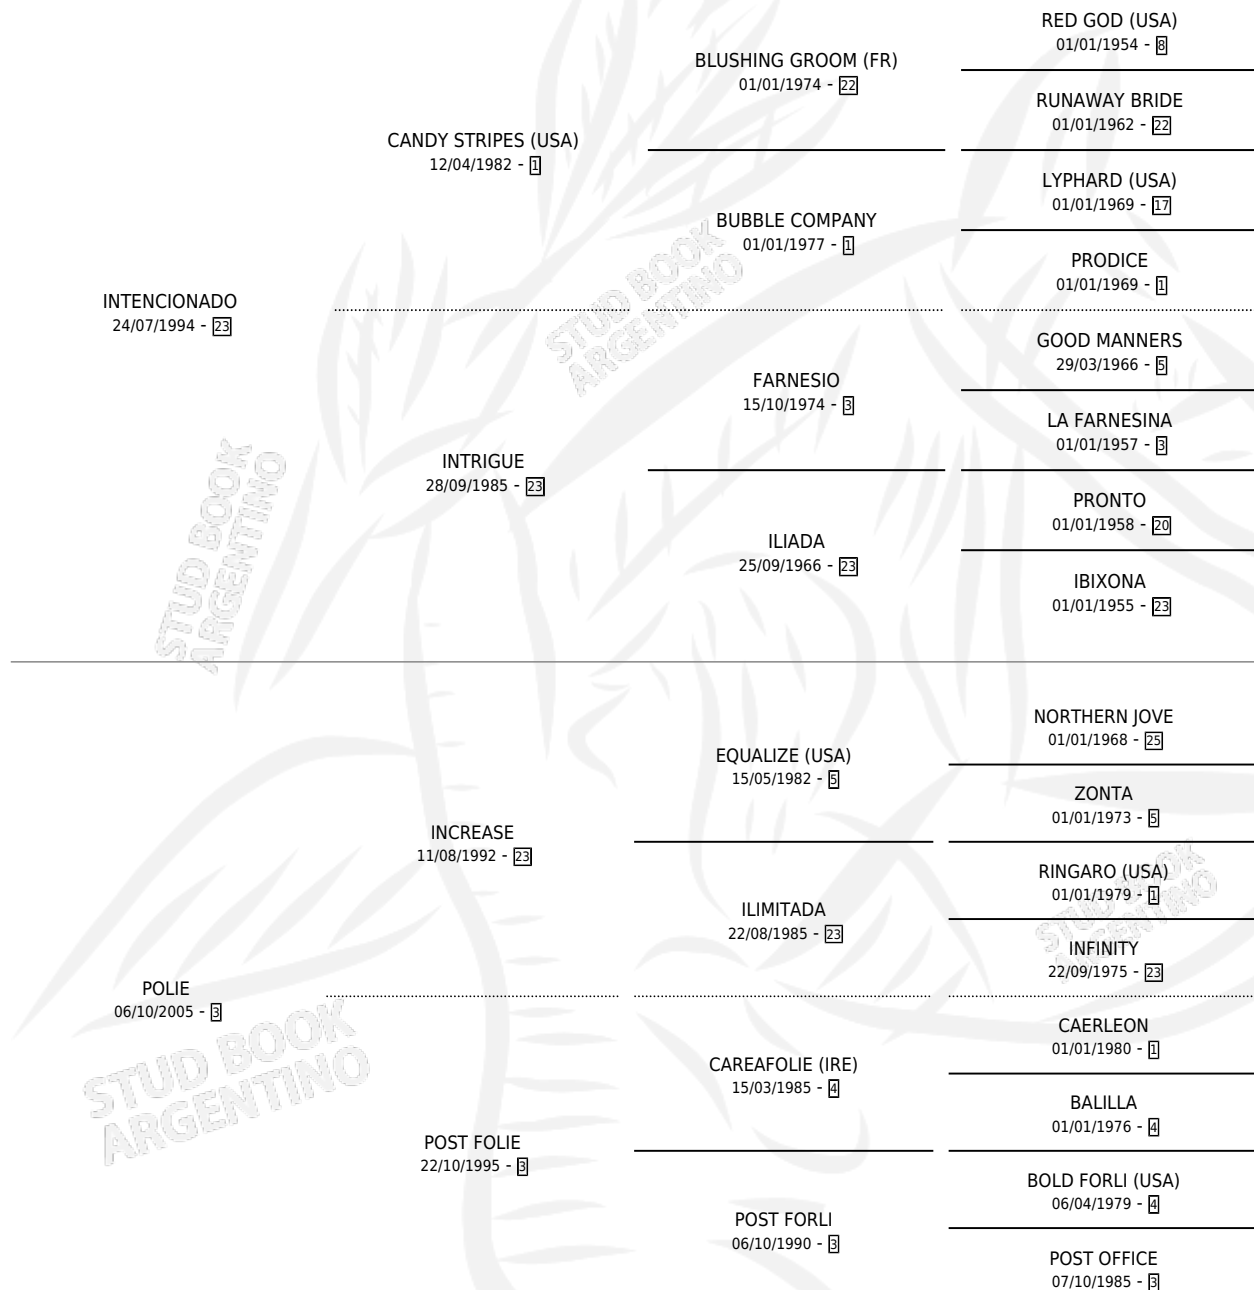 RED GOD (USA)
01/01/1954 - 8
BLUSHING GROOM (FR)
01/01/1974 - 22
RUNAWAY BRIDE
01/01/1962 - 22
CANDY STRIPES (USA)
12/04/1982 - 1
LYPHARD (USA)
01/01/1969 - 17
BUBBLE COMPANY
01/01/1977 - 1
PRODICE
01/01/1969 - 1
INTENCIONADO
24/07/1994 - 23
GOOD MANNERS
29/03/1966 - 5
FARNESIO
15/10/1974 - 3
LA FARNESINA
01/01/1957 - 3
INTRIGUE
28/09/1985 - 23
PRONTO
01/01/1958 - 20
ILIADA
25/09/1966 - 23
IBIXONA
01/01/1955 - 23
NORTHERN JOVE
01/01/1968 - 25
EQUALIZE (USA)
15/05/1982 - 5
ZONTA
01/01/1973 - 5
INCREASE
11/08/1992 - 23
RINGARO (USA)
01/01/1979 - 1
ILIMITADA
22/08/1985 - 23
INFINITY
22/09/1975 - 23
POLIE
06/10/2005 - 3
CAERLEON
01/01/1980 - 1
CAREAFOLIE (IRE)
15/03/1985 - 4
BALILLA
01/01/1976 - 4
POST FOLIE
22/10/1995 - 3
BOLD FORLI (USA)
06/04/1979 - 4
POST FORLI
06/10/1990 - 3
POST OFFICE
07/10/1985 - 3
STUD BOOK
ARGENTINO
STUD BOOK
ARGENTINO
STUD BOOK
ARGENTINO
STUD BOOK
ARGENTINO